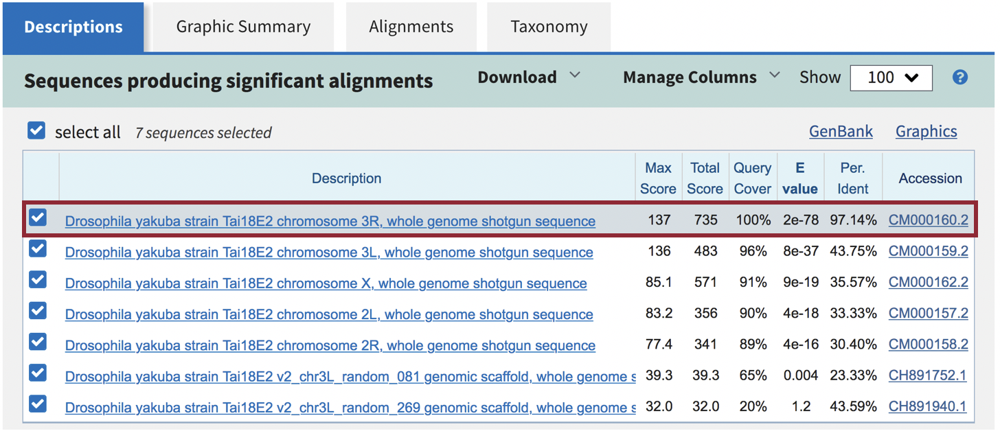 Descriptions Graphic Summary Alignments Taxonomy
Sequences producing significant alignments Download Manage Columns Show 100 ?
select all 7 sequences selected GenBank Graphics
Description Max Score Total Score Query Cover E value Per. Ident Accession
Drosophila yakuba strain Tai18E2 chromosome 3R, whole genome shotgun sequence 137 735 100% 2e-78 97.14% CM000160.2
Drosophila yakuba strain Tai18E2 chromosome 3L, whole genome shotgun sequence 136 483 96% 8e-37 43.75% CM000159.2
Drosophila yakuba strain Tai18E2 chromosome X, whole genome shotgun sequence 85.1 571 91% 9e-19 35.57% CM000162.2
Drosophila yakuba strain Tai18E2 chromosome 2L, whole genome shotgun sequence 83.2 356 90% 4e-18 33.33% CM000157.2
Drosophila yakuba strain Tai18E2 chromosome 2R, whole genome shotgun sequence 77.4 341 89% 4e-16 30.40% CM000158.2
Drosophila yakuba strain Tai18E2 v2_chr3L_random_081 genomic scaffold, whole genome s 39.3 39.3 65% 0.004 23.33% CH891752.1
Drosophila yakuba strain Tai18E2 v2_chr3L_random_269 genomic scaffold, whole genome s 32.0 32.0 20% 1.2 43.59% CH891940.1